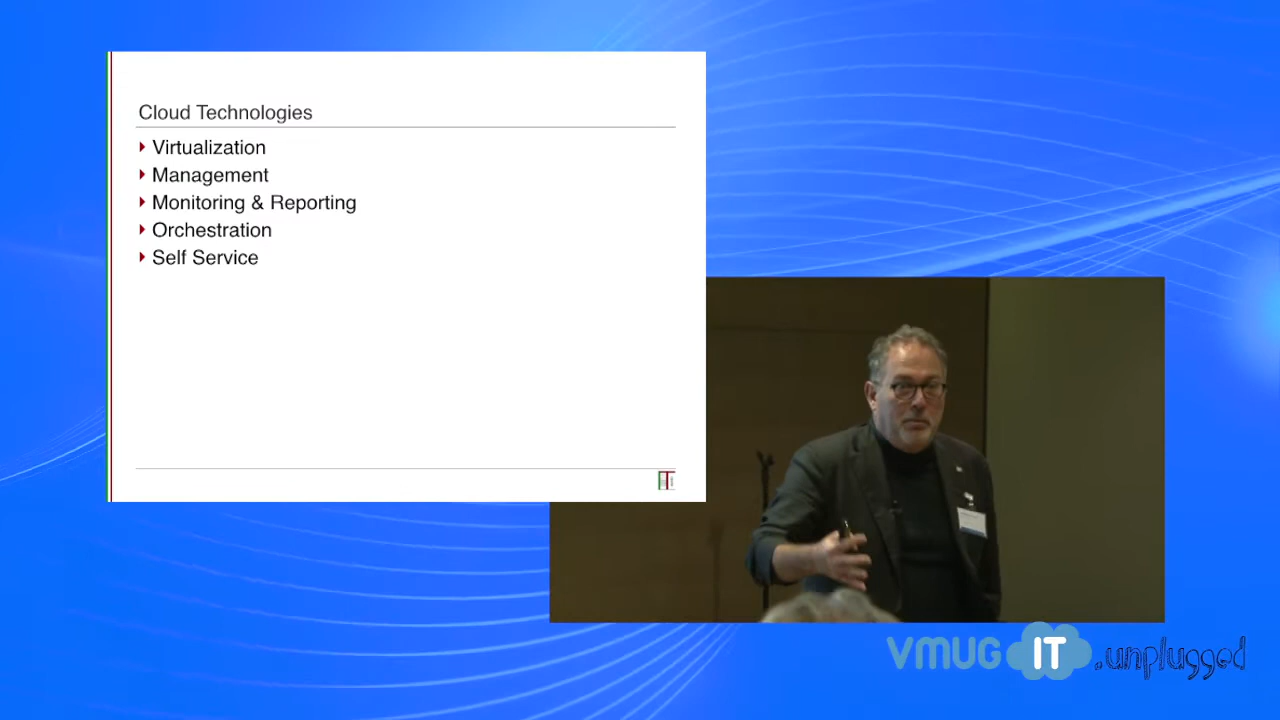 Cloud Technologies
Virtualization
Management
Monitoring & Reporting
Orchestration
Self Service
VMUG IT .unplugged